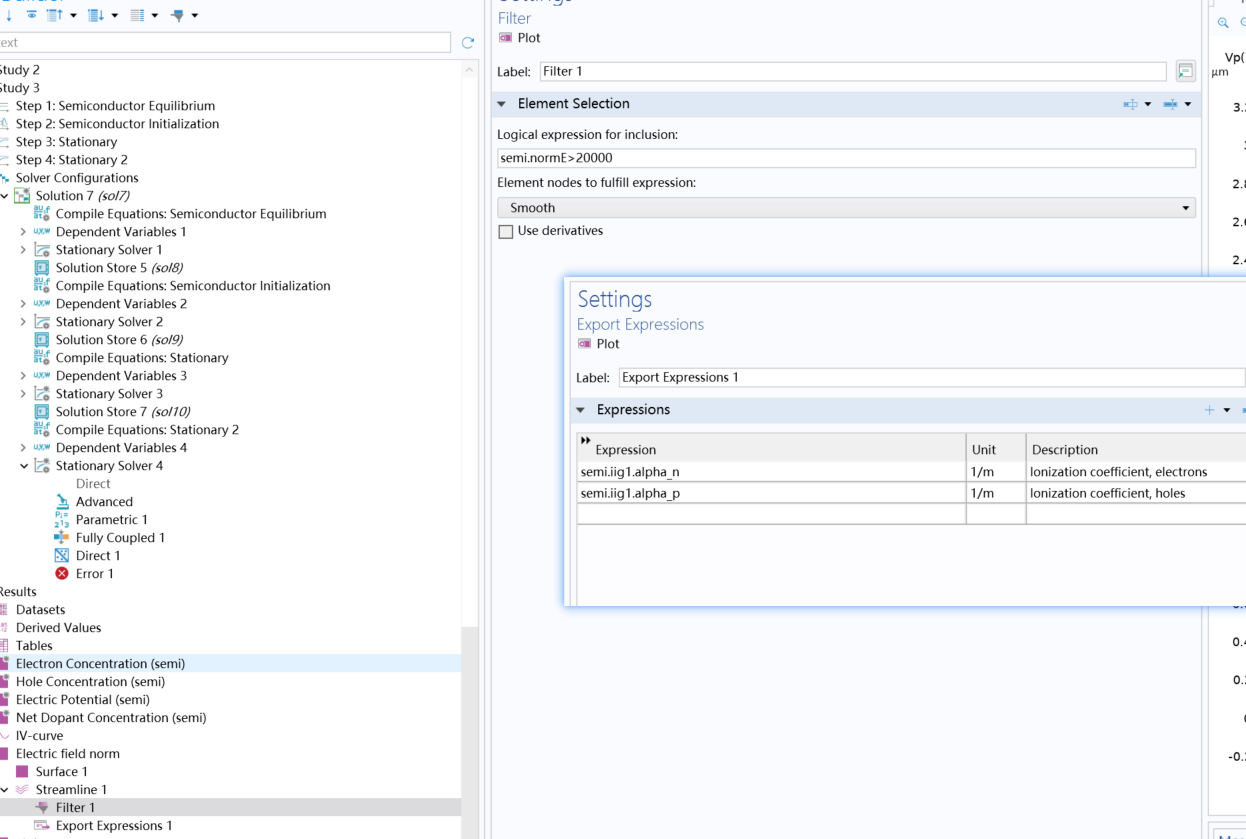 Settings
Filter
Plot
Label: Filter 1
Element Selection
Logical expression for inclusion:
semi.normE>20000
Element nodes to fulfill expression:
Smooth
Use derivatives
text
Study 2
Study 3
Step 1: Semiconductor Equilibrium
Step 2: Semiconductor Initialization
Step 3: Stationary
Step 4: Stationary 2
Solver Configurations
Solution 7 (sol7)
Compile Equations: Semiconductor Equilibrium
Dependent Variables 1
Stationary Solver 1
Solution Store 5 (sol8)
Compile Equations: Semiconductor Initialization
Dependent Variables 2
Stationary Solver 2
Solution Store 6 (sol9)
Compile Equations: Stationary
Dependent Variables 3
Stationary Solver 3
Solution Store 7 (sol10)
Compile Equations: Stationary 2
Dependent Variables 4
Stationary Solver 4
Direct
Advanced
Parametric 1
Fully Coupled 1
Direct 1
Error 1
Results
Datasets
Derived Values
Tables
Electron Concentration (semi)
Hole Concentration (semi)
Electric Potential (semi)
Net Dopant Concentration (semi)
IV-curve
Electric field norm
Surface 1
Streamline 1
Filter 1
Export Expressions 1
Settings
Export Expressions
Plot
Label: Export Expressions 1
Expressions
Expression Unit Description
semi.iig1.alpha_n 1/m Ionization coefficient, electrons
semi.iig1.alpha_p 1/m Ionization coefficient, holes
Vp(
µm